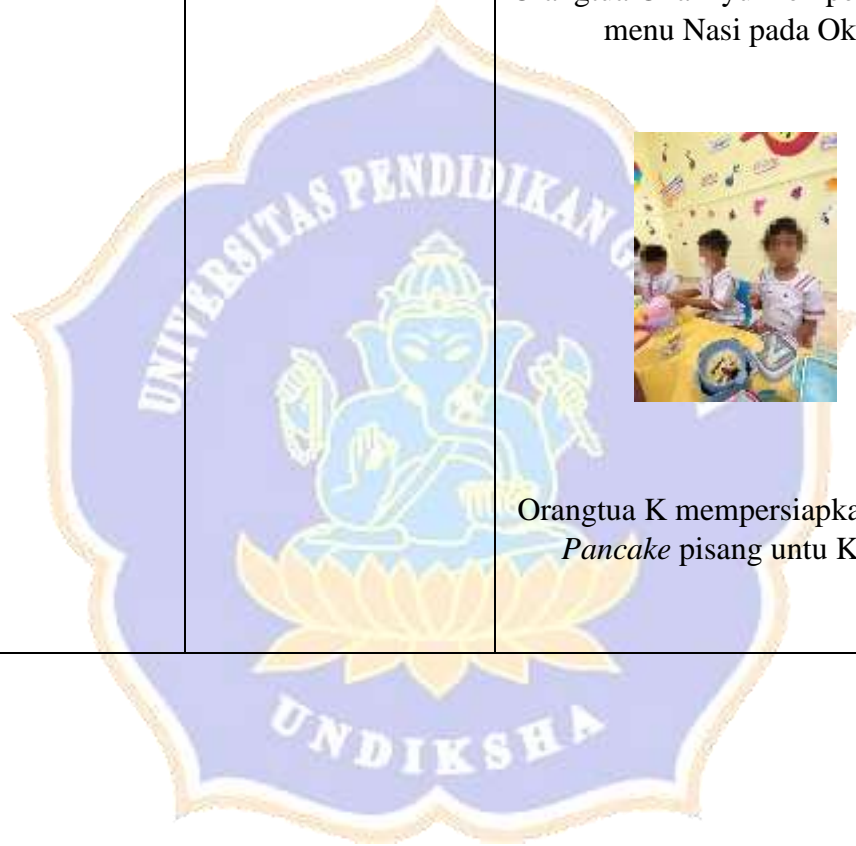 menu Nasi pada Ok
UNIVERSITAS PENDIDIKAN
Orangtua K mempersiapka
Pancake pisang untu K
UNDIKSHA